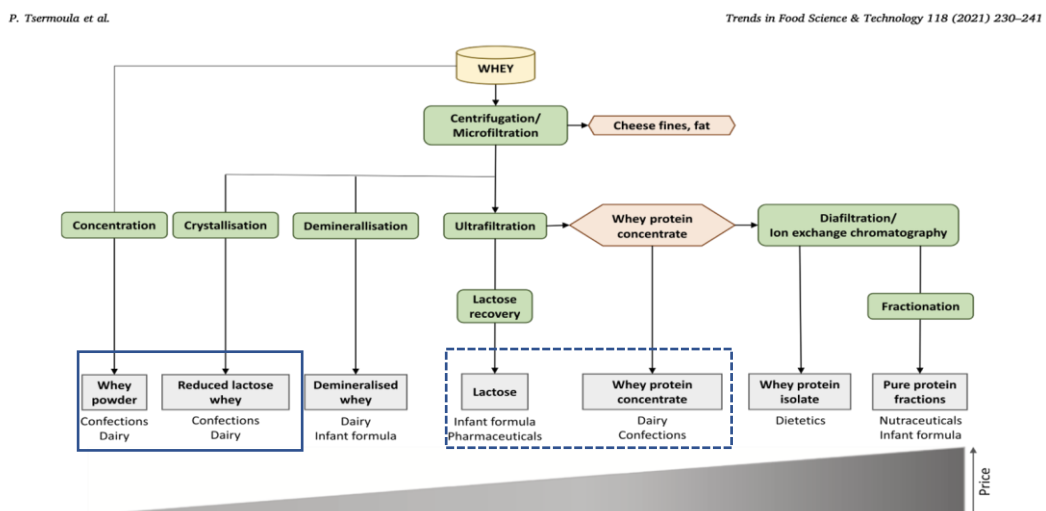 P. Tsermoula et al.
Trends in Food Science & Technology 118 (2021) 230–241
WHEY
Centrifugation/
Microfiltration
Cheese fines, fat
Concentration
Crystallisation
Deminerallisation
Ultrafiltration
Whey protein
concentrate
Diafiltration/
Ion exchange chromatography
Lactose
recovery
Fractionation
Whey
powder
Confections
Dairy
Reduced lactose
whey
Confections
Dairy
Demineralised
whey
Dairy
Infant formula
Lactose
Infant formula
Pharmaceuticals
Whey protein
concentrate
Dairy
Confections
Whey protein
isolate
Dietetics
Pure protein
fractions
Nutraceuticals
Infant formula
Price